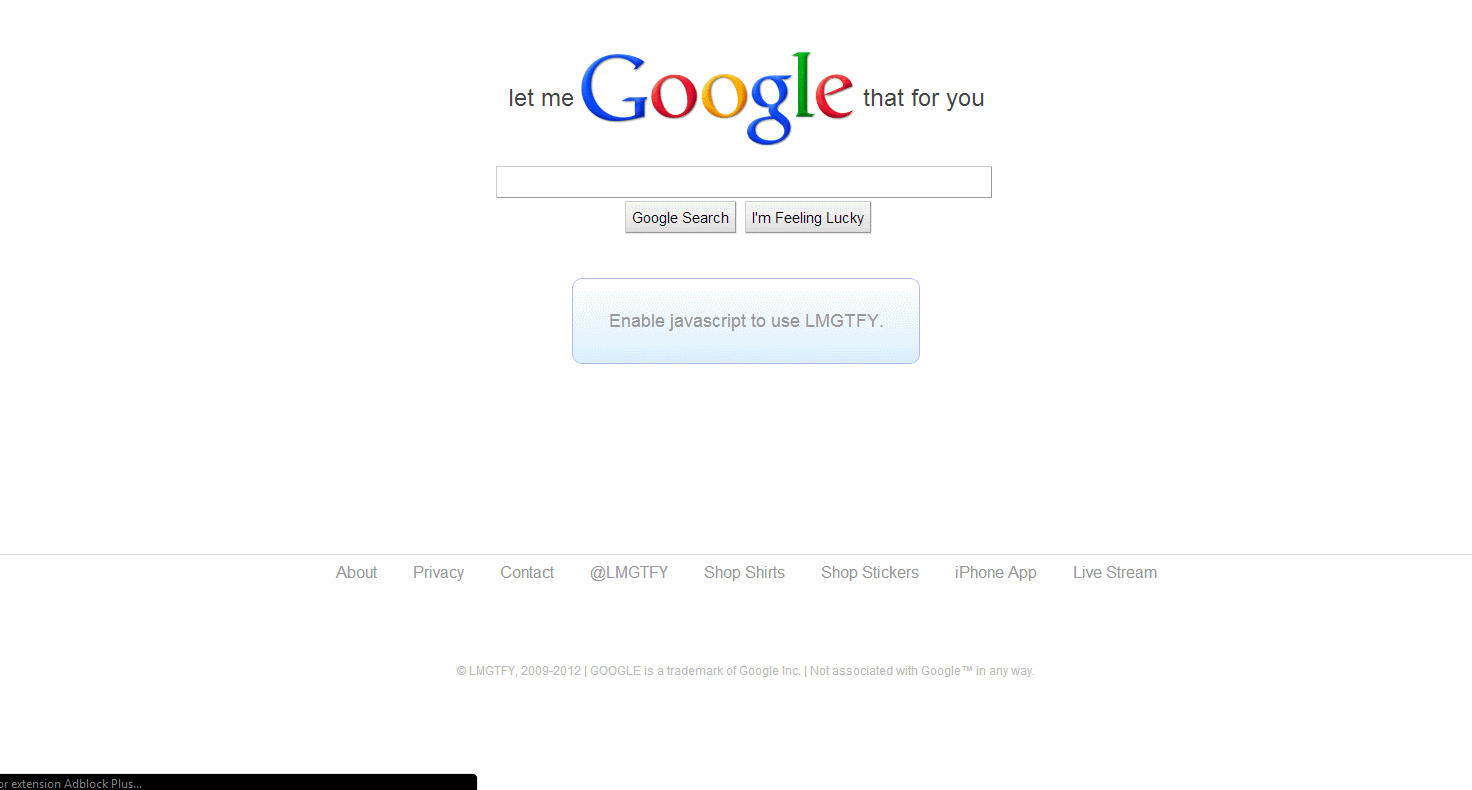 let me Google that for you
Google Search I'm Feeling Lucky
Enable javascript to use LMGTFY.
About Privacy Contact @LMGTFY Shop Shirts Shop Stickers iPhone App Live Stream
© LMGTFY, 2009-2012 | GOOGLE is a trademark of Google Inc. | Not associated with Google™ in any way.
or extension Adblock Plus...